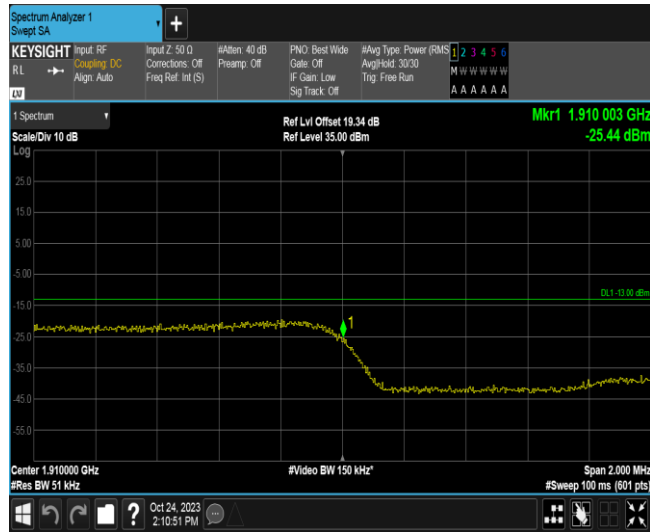 Spectrum Analyzer 1
Swept SA
KEYSIGHT
RL
LXI
Input: RF
Coupling: DC
Align: Auto
Input Z: 50 Ω
Corrections: Off
Freq Ref: Int (S)
#Atten: 40 dB
Preamp: Off
PNO: Best Wide
Gate: Off
IF Gain: Low
Sig Track: Off
#Avg Type: Power (RMS
Avg|Hold: 30/30
Trig: Free Run
1 2 3 4 5 6
M W W W W W
A A A A A A
1 Spectrum
Scale/Div 10 dB
Log
Ref Lvl Offset 19.34 dB
Ref Level 35.00 dBm
Mkr1 1.910 003 GHz
-25.44 dBm
25.0
15.0
5.00
-5.00
DL1 -13.00 dBm
-15.0
1
-25.0
-35.0
-45.0
-55.0
Center 1.910000 GHz
#Res BW 51 kHz
#Video BW 150 kHz*
Span 2.000 MHz
#Sweep 100 ms (601 pts)
?
Oct 24, 2023
2:10:51 PM